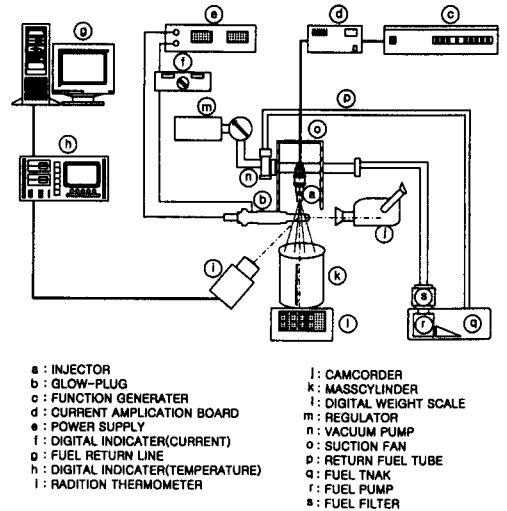 e
d
c
g
f
p
m
o
h
n
a
b
j
i
k
s
l
r
q
a : INJECTOR
b : GLOW-PLUG
c : FUNCTION GENERATER
d : CURRENT AMPLICATION BOARD
e : POWER SUPPLY
f : DIGITAL INDICATER(CURRENT)
g : FUEL RETURN LINE
h : DIGITAL INDICATER(TEMPERATURE)
i : RADITION THERMOMETER
j : CAMCORDER
k : MASSCYLINDER
l : DIGITAL WEIGHT SCALE
m : REGULATOR
n : VACUUM PUMP
o : SUCTION FAN
p : RETURN FUEL TUBE
q : FUEL TNAK
r : FUEL PUMP
s : FUEL FILTER